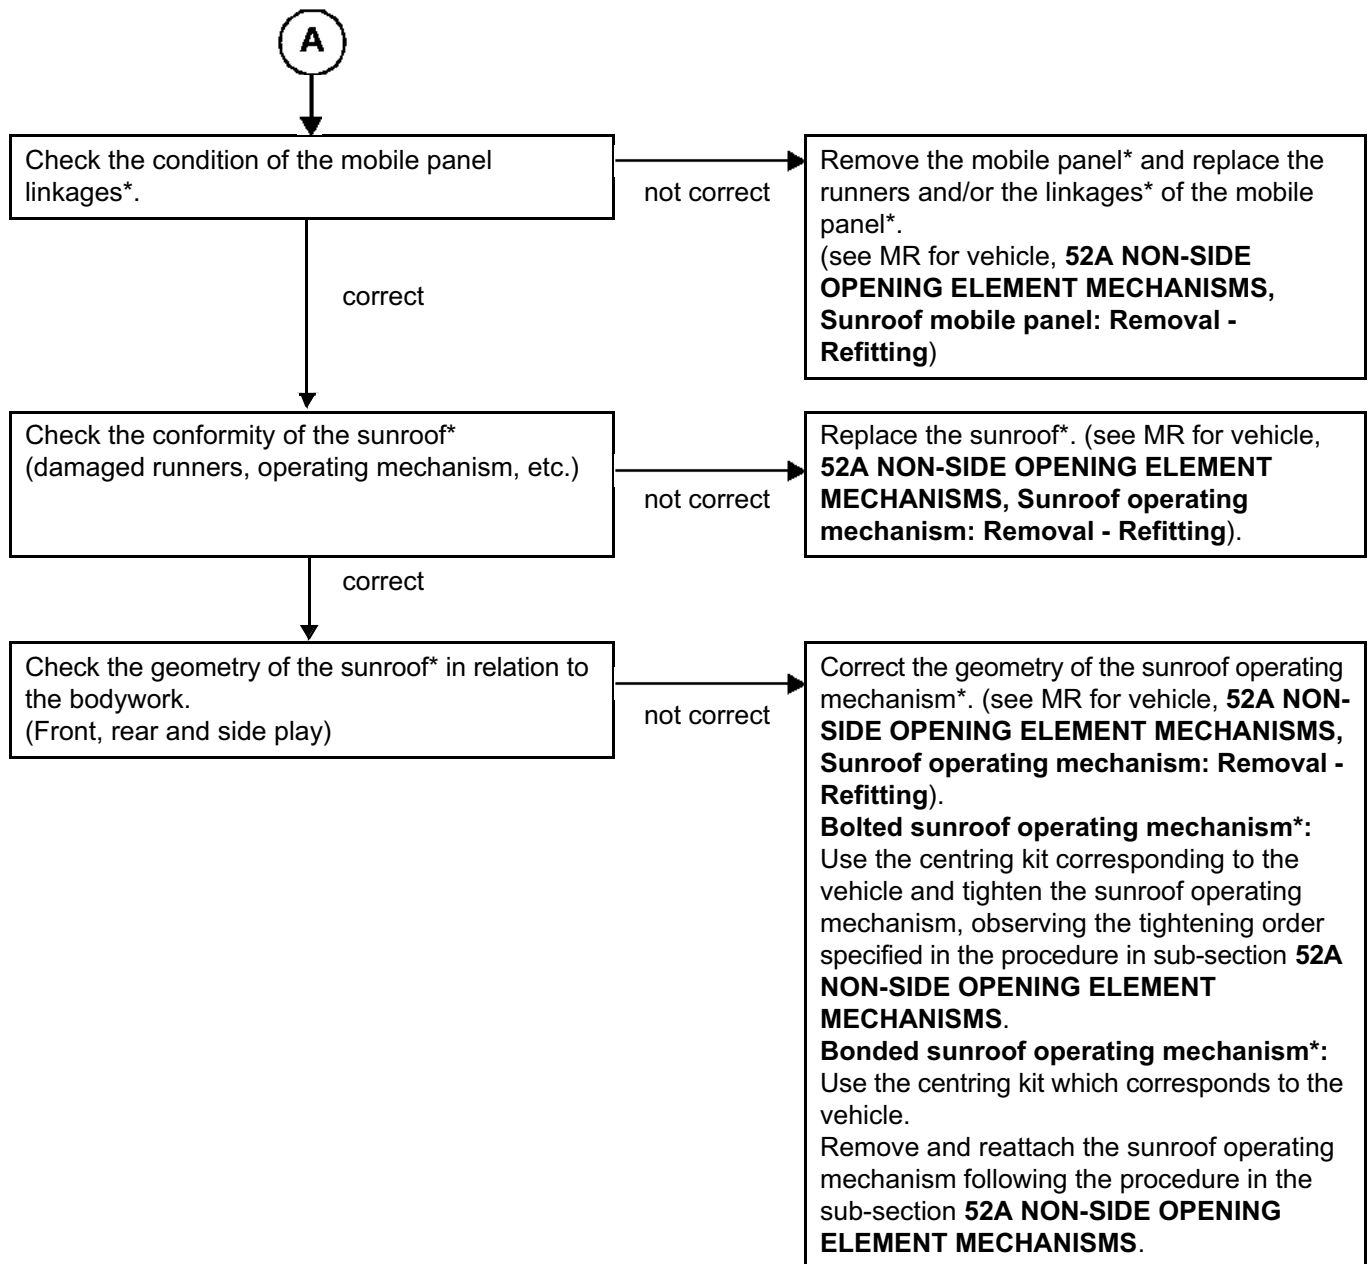 A
Check the condition of the mobile panel
linkages*.
not correct
Remove the mobile panel* and replace the
runners and/or the linkages* of the mobile
panel*.
(see MR for vehicle, 52A NON-SIDE
OPENING ELEMENT MECHANISMS,
Sunroof mobile panel: Removal -
Refitting)
correct
Check the conformity of the sunroof*
(damaged runners, operating mechanism, etc.)
not correct
Replace the sunroof*. (see MR for vehicle,
52A NON-SIDE OPENING ELEMENT
MECHANISMS, Sunroof operating
mechanism: Removal - Refitting).
correct
Check the geometry of the sunroof* in relation to
the bodywork.
(Front, rear and side play)
not correct
Correct the geometry of the sunroof operating
mechanism*. (see MR for vehicle, 52A NON-
SIDE OPENING ELEMENT MECHANISMS,
Sunroof operating mechanism: Removal -
Refitting).
Bolted sunroof operating mechanism*:
Use the centring kit corresponding to the
vehicle and tighten the sunroof operating
mechanism, observing the tightening order
specified in the procedure in sub-section 52A
NON-SIDE OPENING ELEMENT
MECHANISMS.
Bonded sunroof operating mechanism*:
Use the centring kit which corresponds to the
vehicle.
Remove and reattach the sunroof operating
mechanism following the procedure in the
sub-section 52A NON-SIDE OPENING
ELEMENT MECHANISMS.